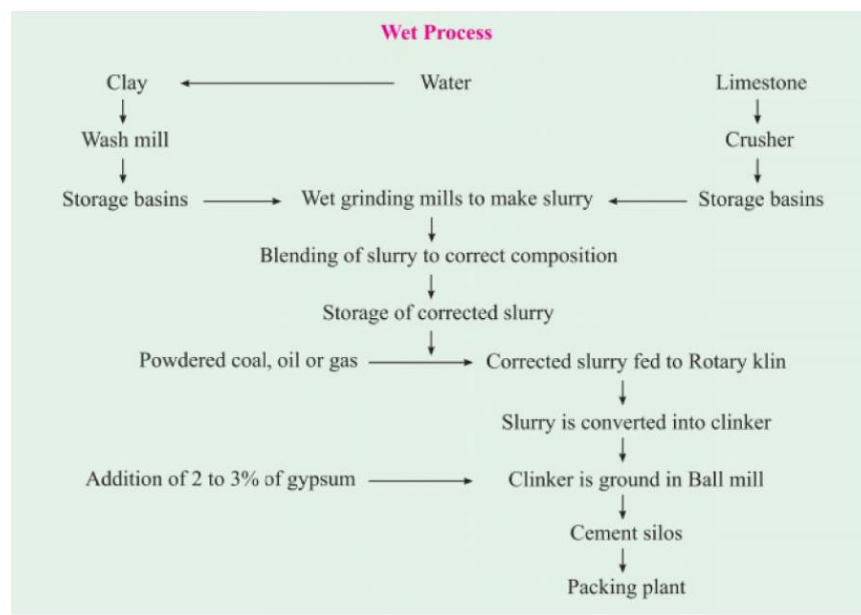 Wet Process
Clay
Water
Limestone
Wash mill
Crusher
Storage basins
Wet grinding mills to make slurry
Storage basins
Blending of slurry to correct composition
Storage of corrected slurry
Powdered coal, oil or gas
Corrected slurry fed to Rotary klin
Slurry is converted into clinker
Addition of 2 to 3% of gypsum
Clinker is ground in Ball mill
Cement silos
Packing plant